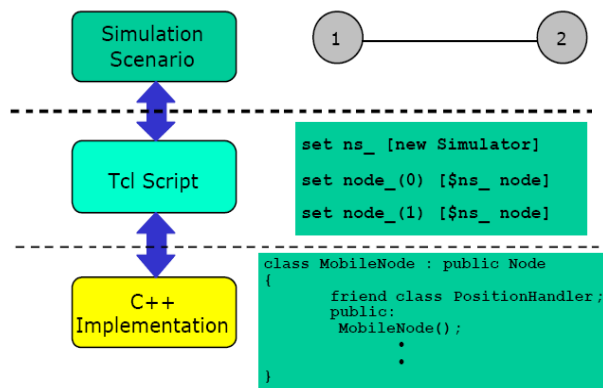 Simulation
Scenario
1
2
Tcl Script
set ns_ [new Simulator]
set node_(0) [$ns_ node]
set node_(1) [$ns_ node]
C++
Implementation
class MobileNode : public Node
{
friend class PositionHandler;
public:
MobileNode();
•
•
}